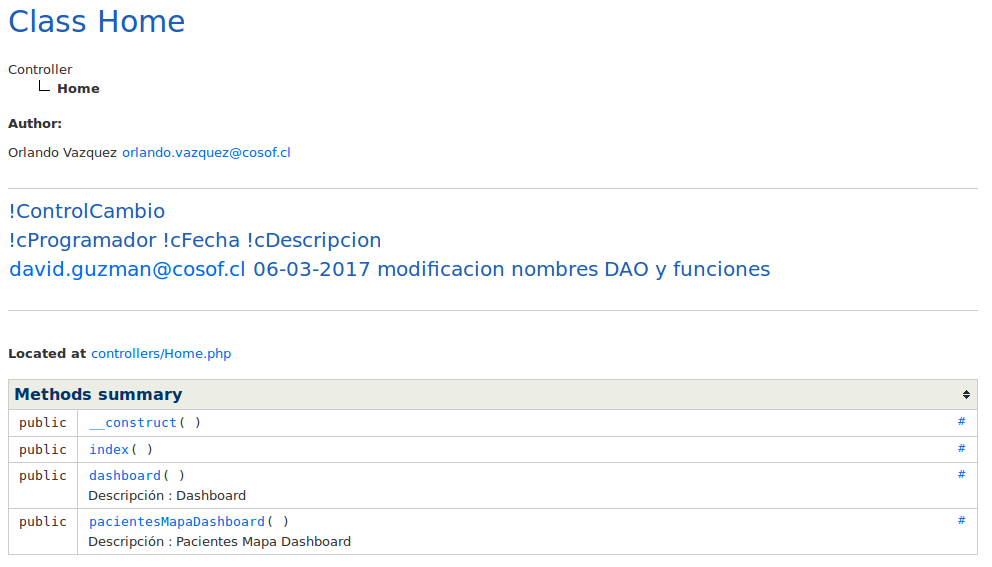 Class Home
Controller
Home
Author:
Orlando Vazquez orlando.vazquez@cosof.cl
!ControlCambio
!cProgramador !cFecha !cDescripcion
david.guzman@cosof.cl 06-03-2017 modificacion nombres DAO y funciones
Located at controllers/Home.php
Methods summary
public __construct( ) #
public index( ) #
public dashboard( ) #
Descripción : Dashboard
public pacientesMapaDashboard( ) #
Descripción : Pacientes Mapa Dashboard